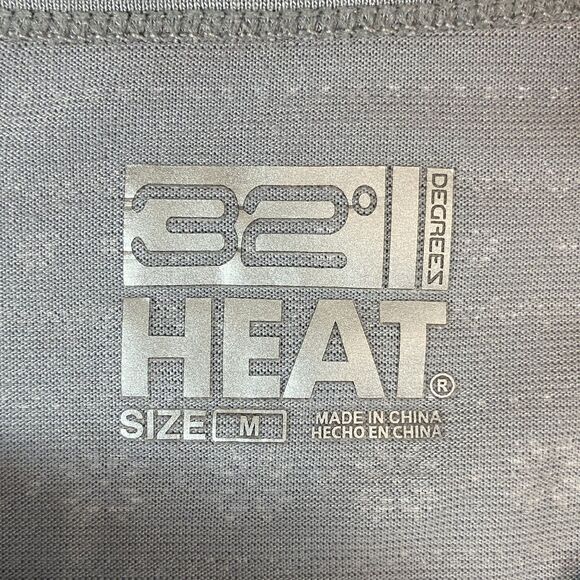 32° DEGREES
HEAT®
SIZE M
MADE IN CHINA
HECHO EN CHINA